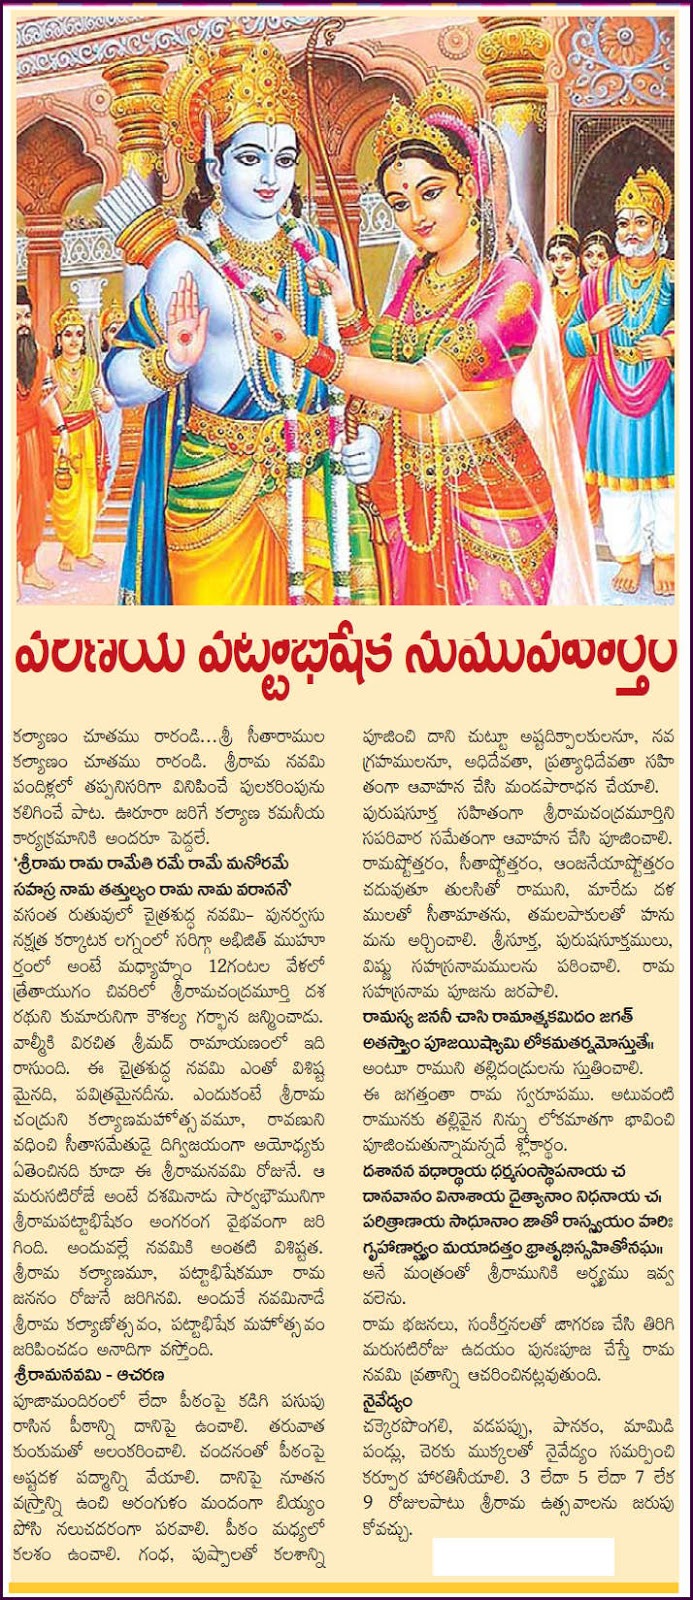 పరిణయ పట్టాభిషేక సుముహూర్తం
కల్యాణం చూతము రారండి...శ్రీ సీతారాముల
కల్యాణం చూతము రారండి. శ్రీరామ నవమి
పందిళ్లలో తప్పనిసరిగా వినిపించే పులకరింపును
కలిగించే పాట. ఊరూరా జరిగే కల్యాణ కమనీయ
కార్యక్రమానికి అందరూ పెద్దలే.
'శ్రీరామ రామ రామేతి రమే రామే మనోరమే
సహస్ర నామ తత్తుల్యం రామ నామ వరాననే'
వసంత రుతువులో చైత్రశుద్ధ నవమి– పునర్వసు
నక్షత్ర కర్కాటక లగ్నంలో సరిగ్గా అభిజిత్ ముహూ
ర్తంలో అంటే మధ్యాహ్నం 12గంటల వేళలో
త్రేతాయుగం చివరిలో శ్రీరామచంద్రమూర్తి దశ
రథుని కుమారునిగా కౌశల్య గర్భాన జన్మించాడు.
వాల్మీకి విరచిత శ్రీమద్ రామాయణంలో ఇది
రాసుంది. ఈ చైత్రశుద్ధ నవమి ఎంతో విశిష్ట
మైనది, పవిత్రమైనదీను. ఎందుకంటే శ్రీరామ
చంద్రుని కల్యాణమహోత్సవమూ, రావణుని
వధించి సీతాసమేతుడై దిగ్విజయంగా అయోధ్యకు
ఏతెంచినది కూడా ఈ శ్రీరామనవమి రోజునే. ఆ
మరుసటిరోజే అంటే దశమినాడు సార్వభౌమునిగా
శ్రీరామపట్టాభిషేకం అంగరంగ వైభవంగా జరి
గింది. అందువల్లే నవమికి అంతటి విశిష్టత.
శ్రీరామ కల్యాణమూ, పట్టాభిషేకమూ రామ
జననం రోజునే జరిగినవి. అందుకే నవమినాడే
శ్రీరామ కల్యాణోత్సవం, పట్టాభిషేక మహోత్సవం
జరిపించడం అనాదిగా వస్తోంది.
శ్రీరామనవమి - ఆచరణ
పూజామందిరంలో లేదా పీఠంపై కడిగి పసుపు
రాసిన పీఠాన్ని దానిపై ఉంచాలి. తరువాత
కుంకుమతో అలంకరించాలి. చందనంతో పీఠంపై
అష్టదళ పద్మాన్ని వేయాలి. దానిపై నూతన
వస్త్రాన్ని ఉంచి అరంగుళం మందంగా బియ్యం
పోసి నలుచదరంగా పరవాలి. పీఠం మధ్యలో
కలశం ఉంచాలి. గంధ, పుష్పాలతో కలశాన్ని
పూజించి దాని చుట్టూ అష్టదిక్పాలకులనూ, నవ
గ్రహములనూ, అధిదేవతా, ప్రత్యాధిదేవతా సహి
తంగా ఆవాహన చేసి మండపారాధన చేయాలి.
పురుషసూక్త సహితంగా శ్రీరామచంద్రమూర్తిని
సపరివార సమేతంగా ఆవాహన చేసి పూజించాలి.
రామాష్టోత్తరం, సీతాష్టోత్తరం, ఆంజనేయాష్టోత్తరం
చదువుతూ తులసితో రాముని, మారేడు దళ
ములతో సీతామాతను, తమలపాకులతో హను
మను అర్చించాలి. శ్రీసూక్త, పురుషసూక్తములు,
విష్ణు సహస్రనామములను పఠించాలి. రామ
సహస్రనామ పూజను జరపాలి.
రామస్య జననీ చాసి రామాత్మకమిదం జగత్
అతస్త్వాం పూజయిష్యామి లోకమతర్నమోస్తుతే॥
అంటూ రాముని తల్లిదండ్రులను స్తుతించాలి.
ఈ జగత్తంతా రామ స్వరూపము. అటువంటి
రామునకు తల్లివైన నిన్ను లోకమాతగా భావించి
పూజించుతున్నామన్నదే శ్లోకార్థం.
దశానన వధార్థాయ ధర్మసంస్థాపనాయ చ
దానవానం వినాశాయ దైత్యానాం నిధనాయ చ।
పరిత్రాణాయ సాధూనాం జాతో రాస్స్వయం హరిః
గృహాణార్ఘ్యం మయాదత్తం భ్రాతృభిస్సహితోనఘ॥
అనే మంత్రంతో శ్రీరామునికి అర్ఘ్యము ఇవ్వ
వలెను.
రామ భజనలు, సంకీర్తనలతో జాగరణ చేసి తిరిగి
మరుసటిరోజు ఉదయం పునఃపూజ చేస్తే రామ
నవమి వ్రతాన్ని ఆచరించినట్లవుతుంది.
నైవేద్యం
చక్కెరపొంగలి, వడపప్పు, పానకం, మామిడి
పండ్లు, చెరకు ముక్కలతో నైవేద్యం సమర్పించి
కర్పూర హారతినీయాలి. 3 లేదా 5 లేదా 7 లేక
9 రోజులపాటు శ్రీరామ ఉత్సవాలను జరుపు
కోవచ్చు.